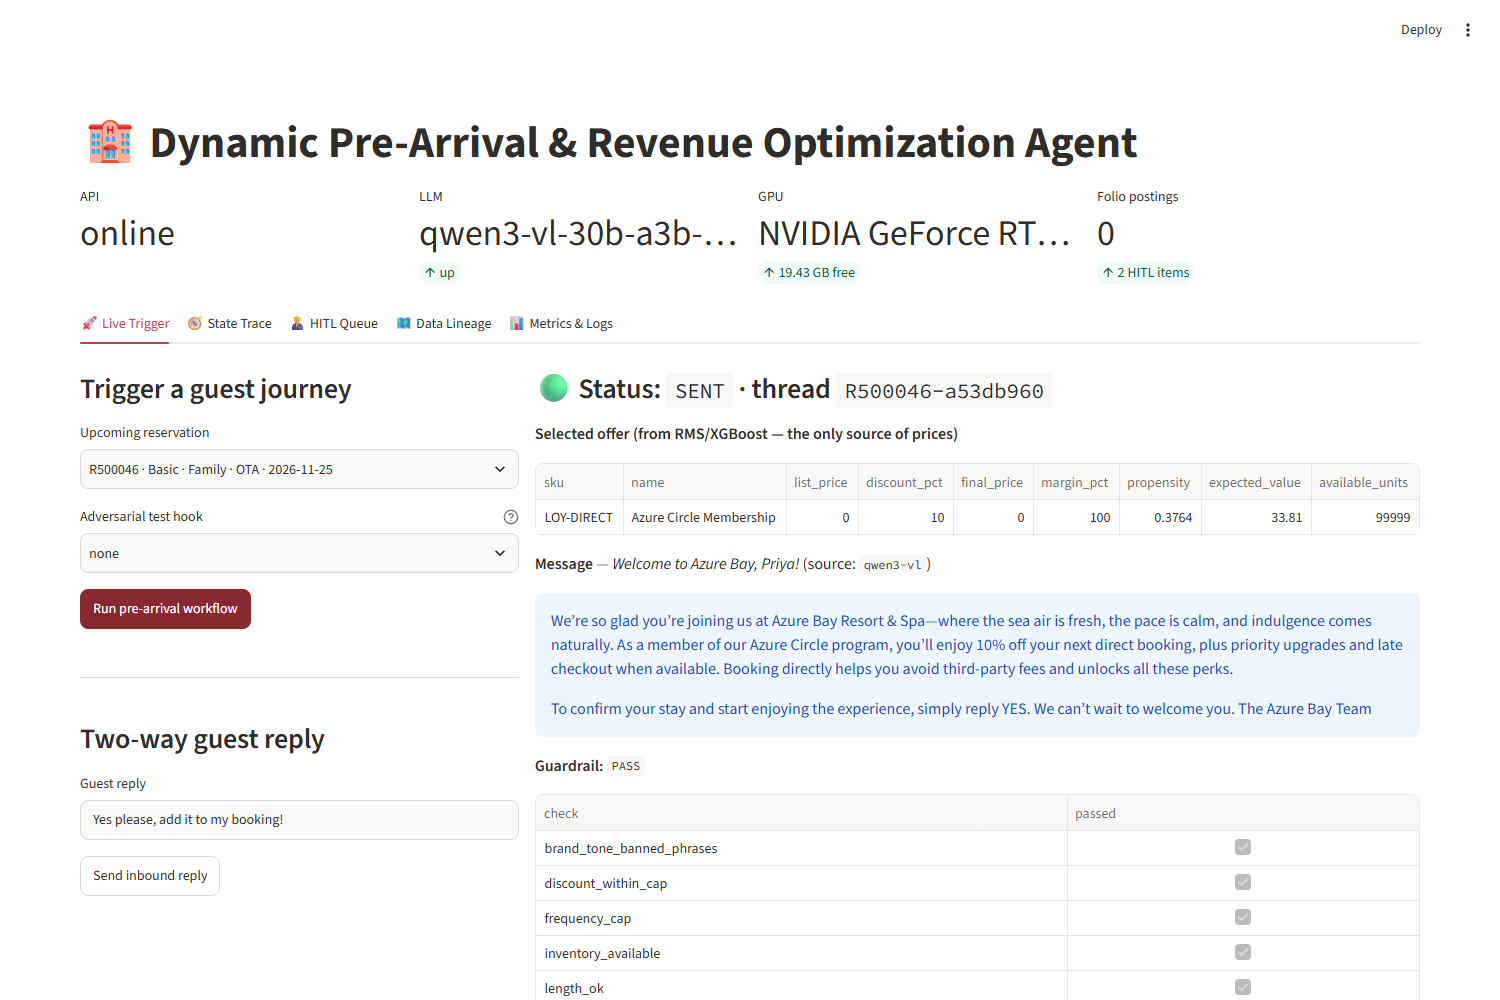 Deploy
Dynamic Pre-Arrival & Revenue Optimization Agent
API
LLM
GPU
Folio postings
online
qwen3-vl-30b-a3b-…
NVIDIA GeForce RT…
0
↑ up
↑ 19.43 GB free
↑ 2 HITL items
Live Trigger
State Trace
HITL Queue
Data Lineage
Metrics & Logs
Trigger a guest journey
Upcoming reservation
R500046 · Basic · Family · OTA · 2026-11-25
Adversarial test hook
none
Run pre-arrival workflow
Two-way guest reply
Guest reply
Yes please, add it to my booking!
Send inbound reply
Status: SENT · thread R500046-a53db960
Selected offer (from RMS/XGBoost — the only source of prices)
sku name list_price discount_pct final_price margin_pct propensity expected_value available_units
LOY-DIRECT Azure Circle Membership 0 10 0 100 0.3764 33.81 99999
Message — Welcome to Azure Bay, Priya! (source: qwen3-vl )
We’re so glad you’re joining us at Azure Bay Resort & Spa—where the sea air is fresh, the pace is calm, and indulgence comes
naturally. As a member of our Azure Circle program, you’ll enjoy 10% off your next direct booking, plus priority upgrades and late
checkout when available. Booking directly helps you avoid third-party fees and unlocks all these perks.
To confirm your stay and start enjoying the experience, simply reply YES. We can’t wait to welcome you. The Azure Bay Team
Guardrail: PASS
check passed
brand_tone_banned_phrases
discount_within_cap
frequency_cap
inventory_available
length_ok